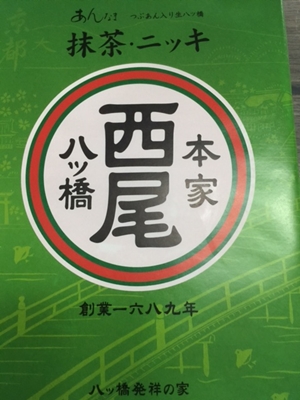 あんなま つぶあん入り生八ッ橋
抹茶・ニッキ
本家
西尾
八ッ橋
創業一六八九年
八ッ橋発祥の家